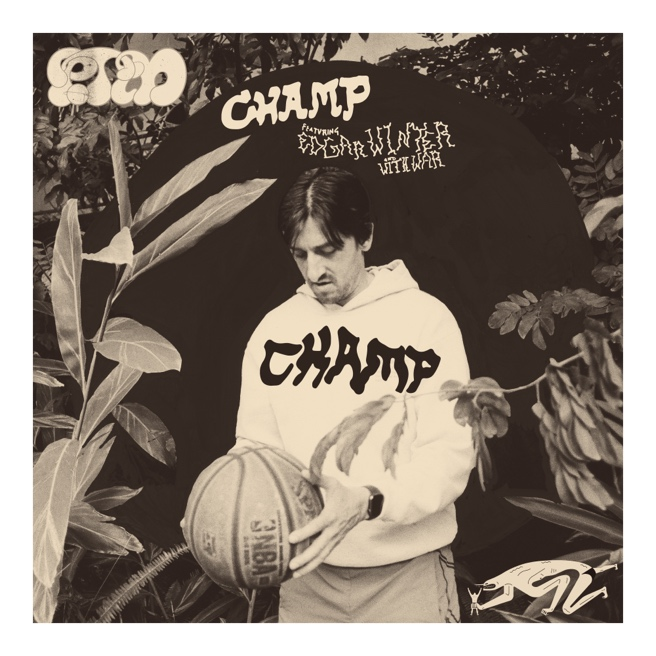 CHAMP
FEATURING
EDGAR WINTER
WITH WAR
CHAMP
NBA